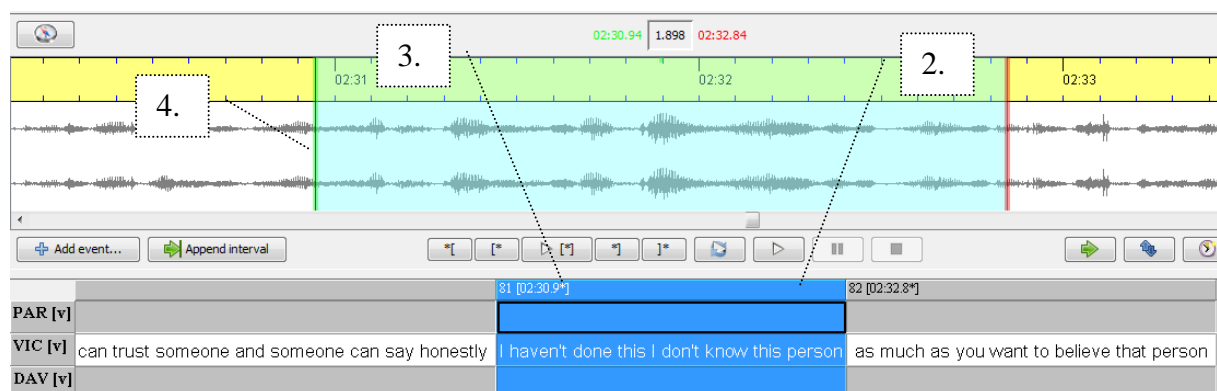 02:30.94 1.898 02:32.84
3.
2.
4.
02:31 02:32 02:33
Add event... Append interval *[ [* [*] *] ]*
81 [02:30.9*] 82 [02:32.8*]
PAR [v]
VIC [v] can trust someone and someone can say honestly I haven't done this I don't know this person as much as you want to believe that person
DAV [v]